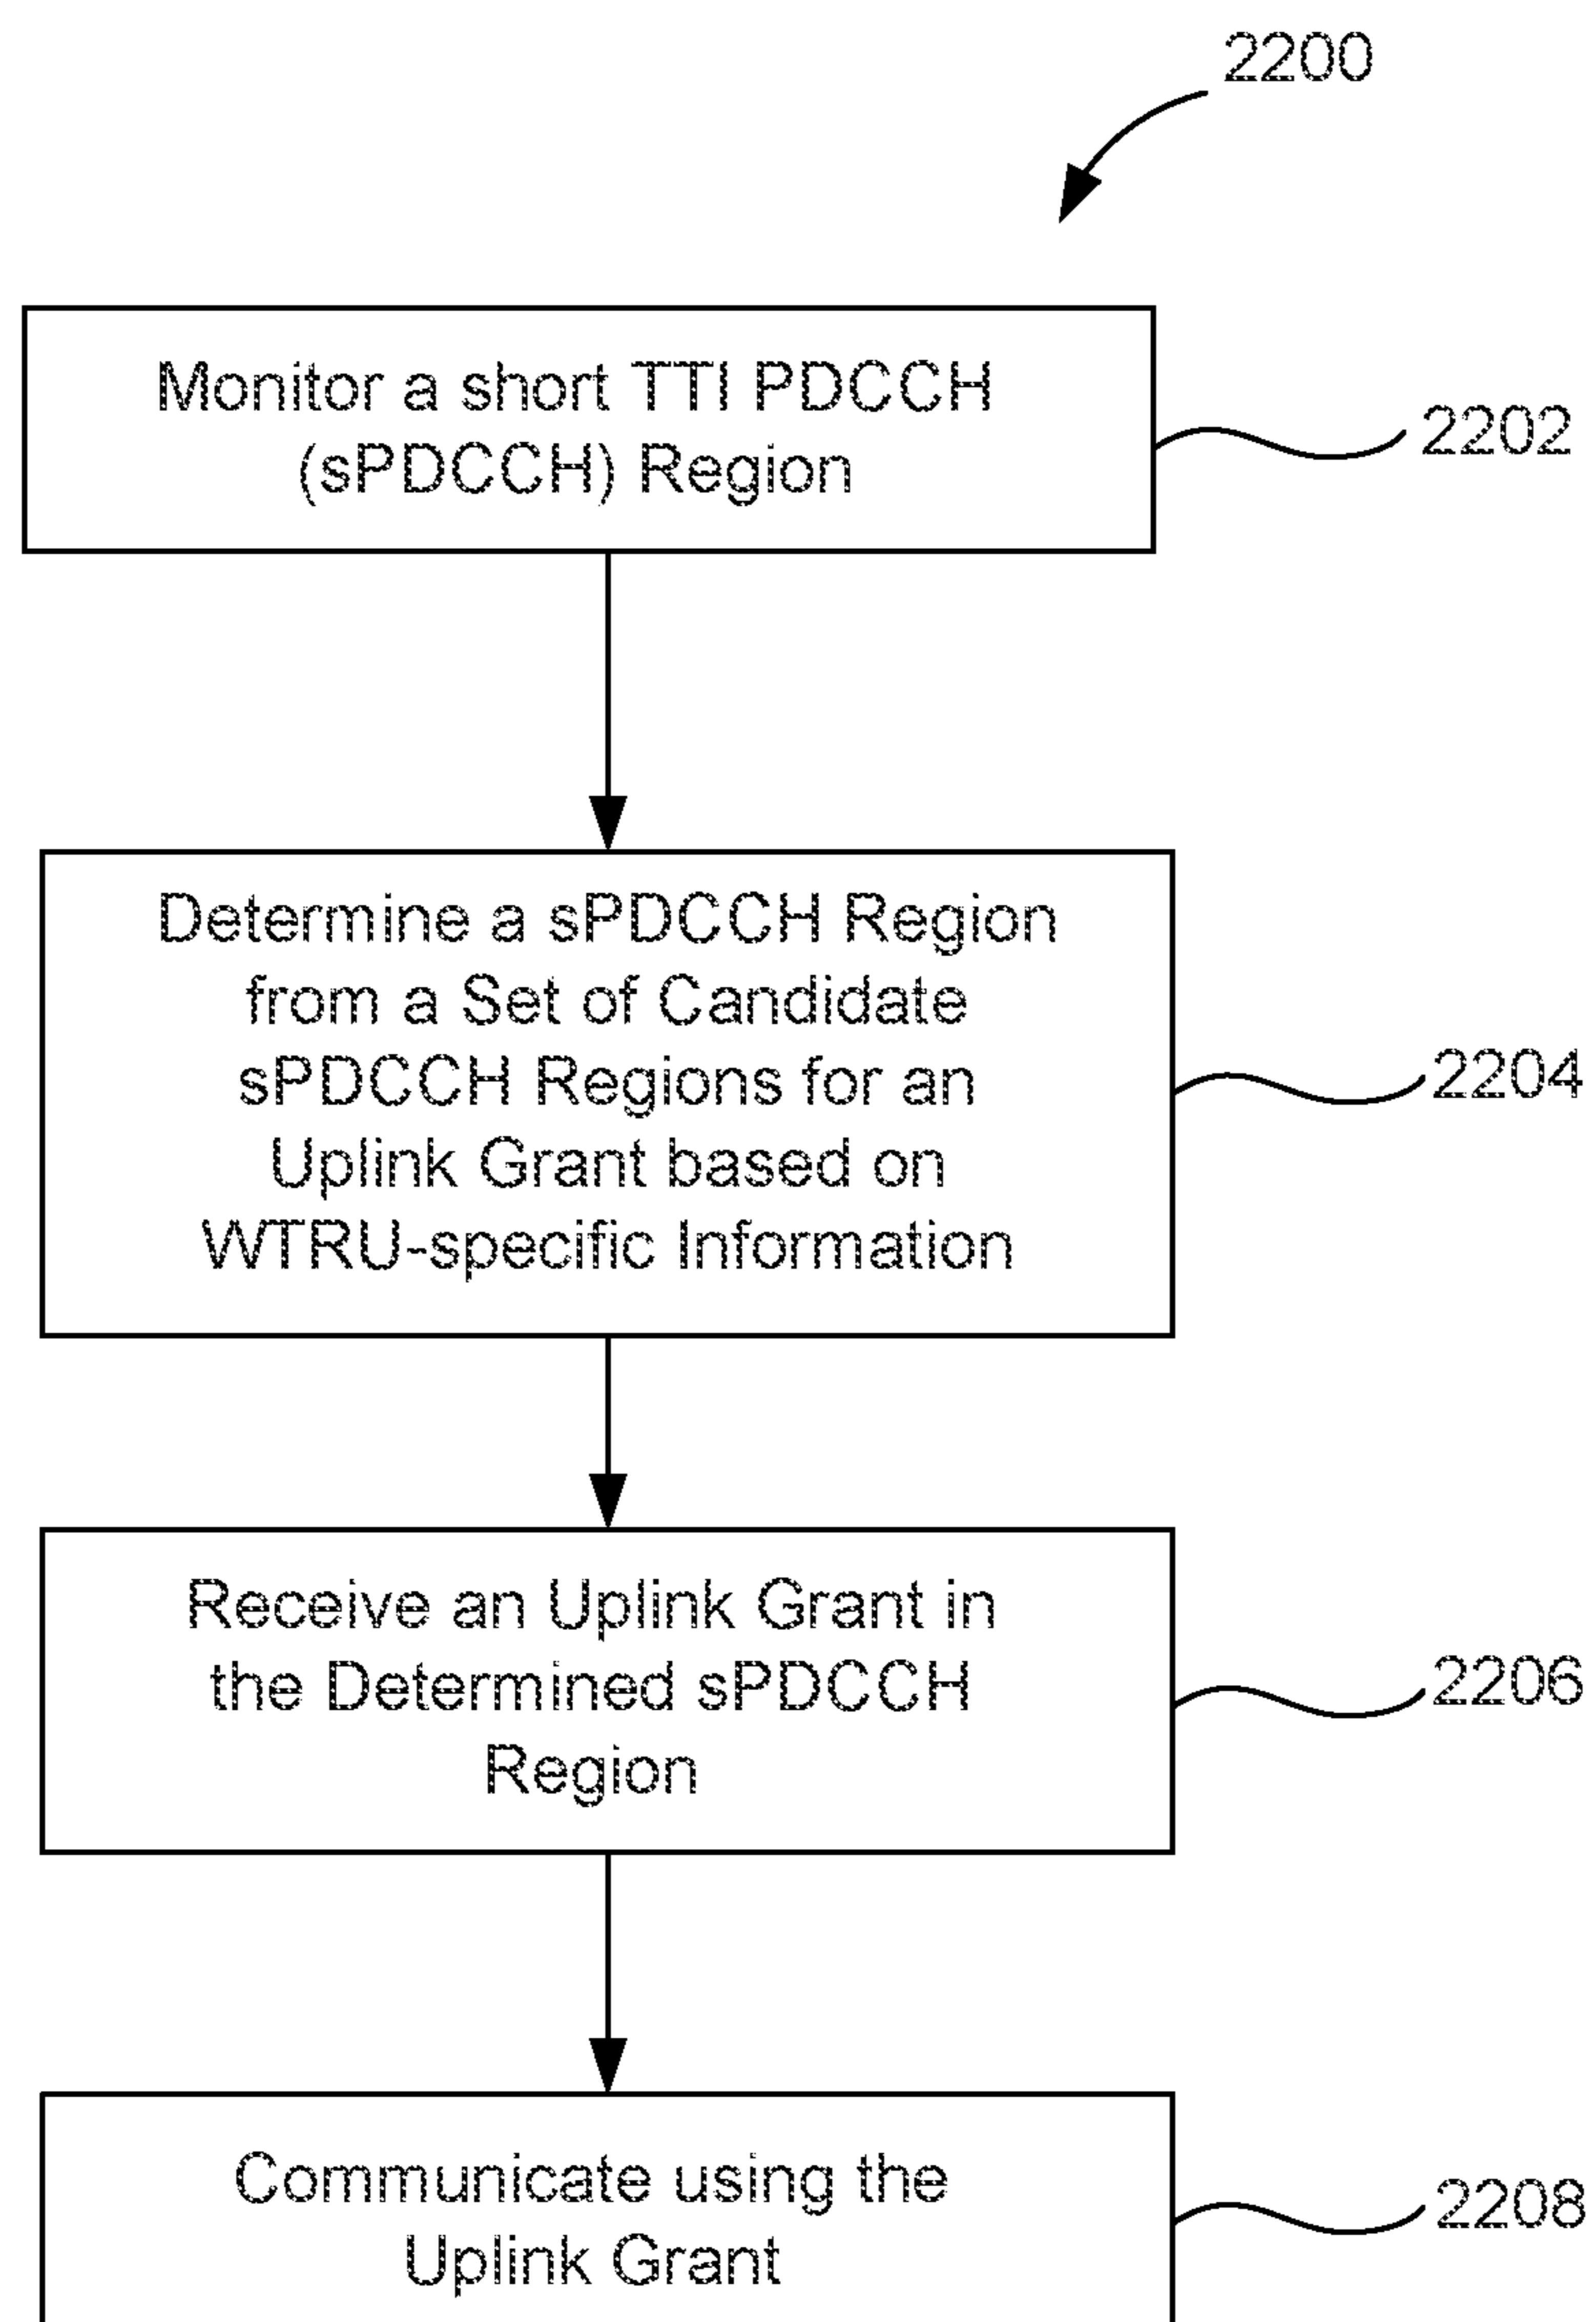 2200
Monitor a short TTI PDCCH
(sPDCCH) Region
2202
Determine a sPDCCH Region
from a Set of Candidate
sPDCCH Regions for an
Uplink Grant based on
WTRU-specific Information
2204
Receive an Uplink Grant in
the Determined sPDCCH
Region
2206
Communicate using the
Uplink Grant
2208